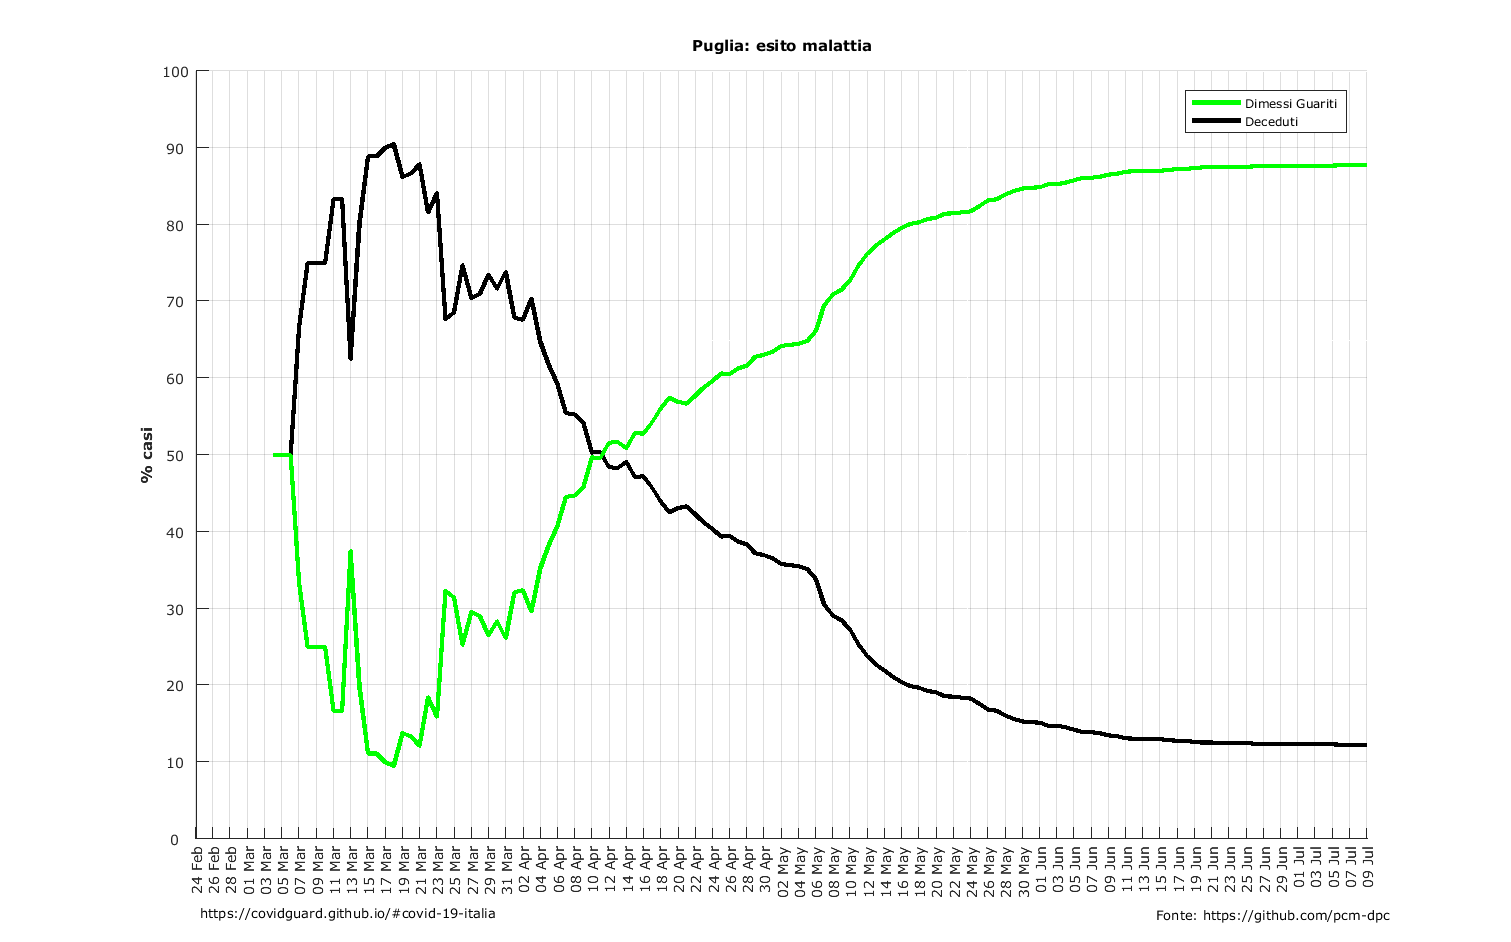 Puglia: esito malattia
100
90
80
70
60
50
40
30
20
10
0
% casi
Dimessi Guariti
Deceduti
24 Feb
26 Feb
28 Feb
01 Mar
03 Mar
05 Mar
07 Mar
09 Mar
11 Mar
13 Mar
15 Mar
17 Mar
19 Mar
21 Mar
23 Mar
25 Mar
27 Mar
29 Mar
31 Mar
02 Apr
04 Apr
06 Apr
08 Apr
10 Apr
12 Apr
14 Apr
16 Apr
18 Apr
20 Apr
22 Apr
24 Apr
26 Apr
28 Apr
30 Apr
02 May
04 May
06 May
08 May
10 May
12 May
14 May
16 May
18 May
20 May
22 May
24 May
26 May
28 May
30 May
01 Jun
03 Jun
05 Jun
07 Jun
09 Jun
11 Jun
13 Jun
15 Jun
17 Jun
19 Jun
21 Jun
23 Jun
25 Jun
27 Jun
29 Jun
01 Jul
03 Jul
05 Jul
07 Jul
09 Jul
https://covidguard.github.io/#covid-19-italia
Fonte: https://github.com/pcm-dpc